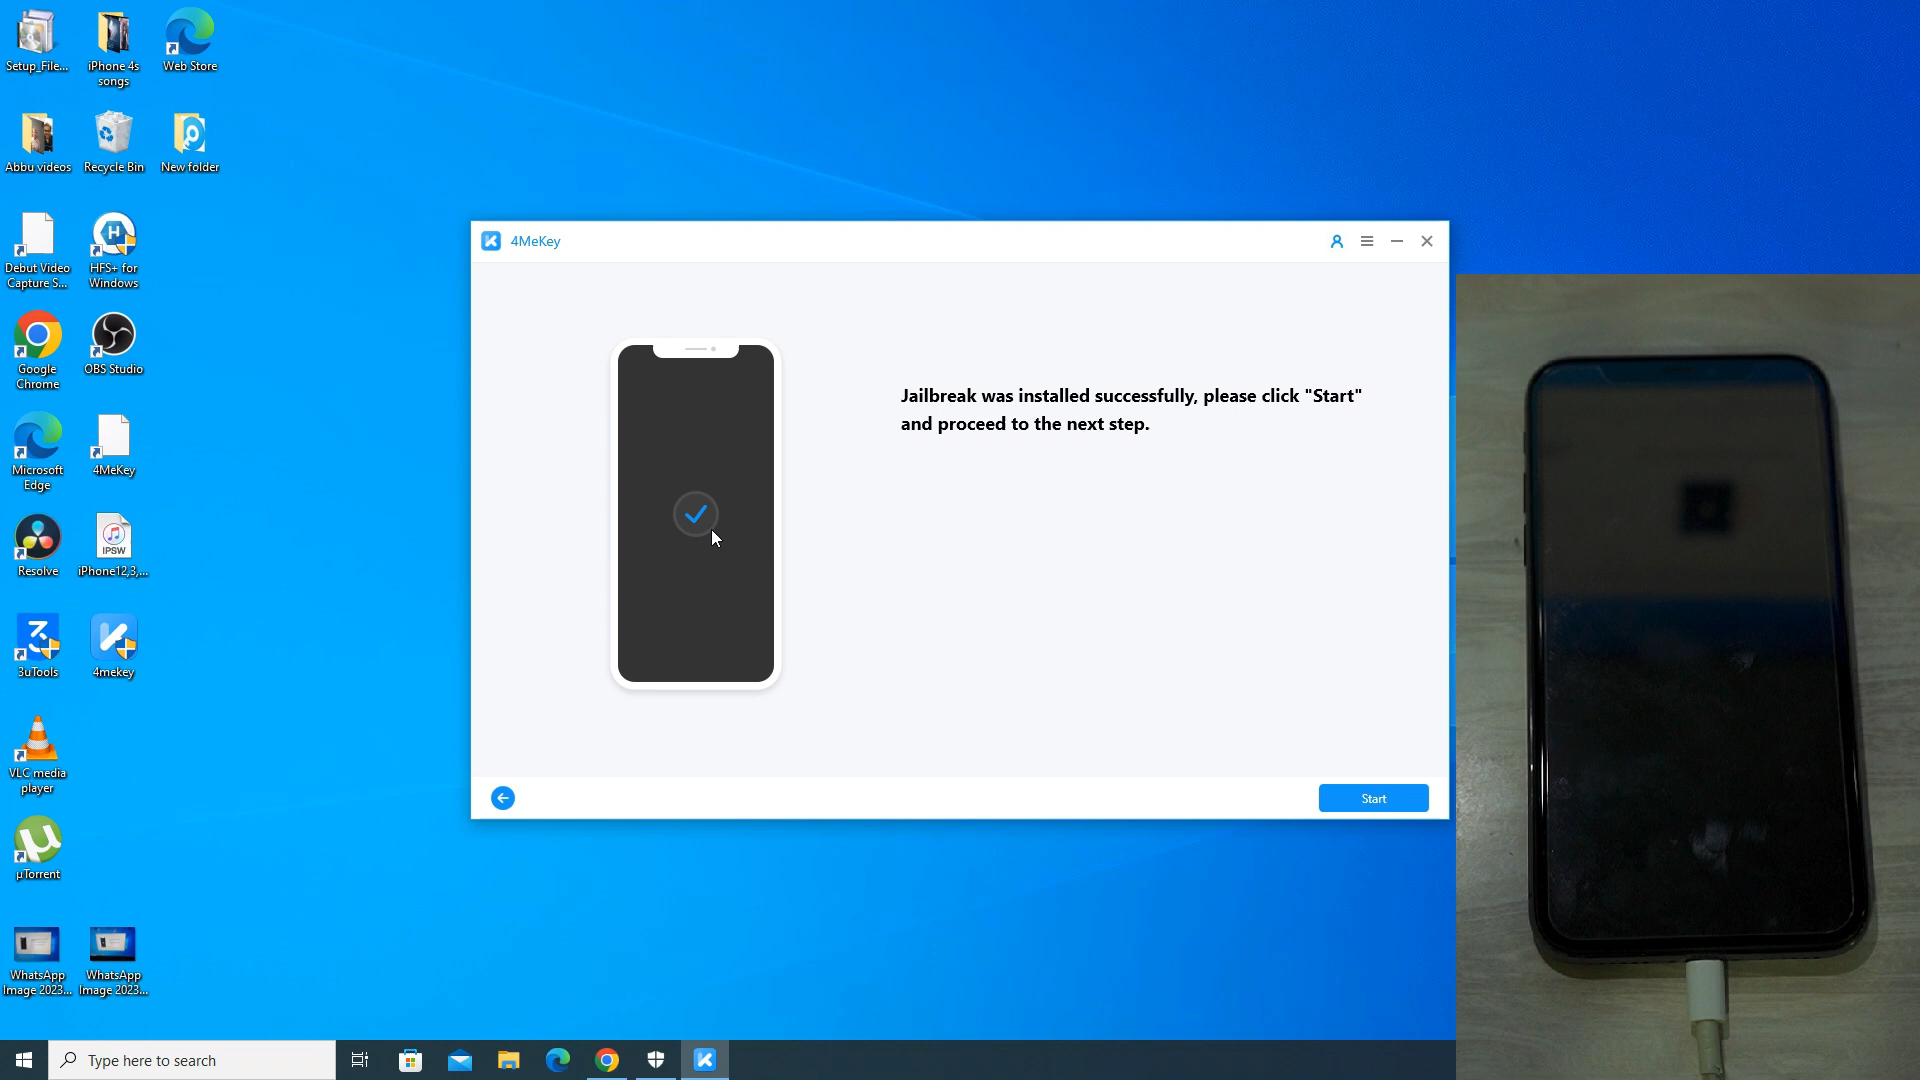 Setup_File...
iPhone 4s
songs
Web Store
Abbu videos
Recycle Bin
New folder
Debut Video
Capture S...
HFS+ for
Windows
Google
Chrome
OBS Studio
Microsoft
Edge
4MeKey
Resolve
IPSW
iPhone12,3,...
3uTools
4mekey
VLC media
player
µTorrent
WhatsApp
Image 2023...
WhatsApp
Image 2023...
4MeKey
Jailbreak was installed successfully, please click "Start"
and proceed to the next step.
Start
Type here to search